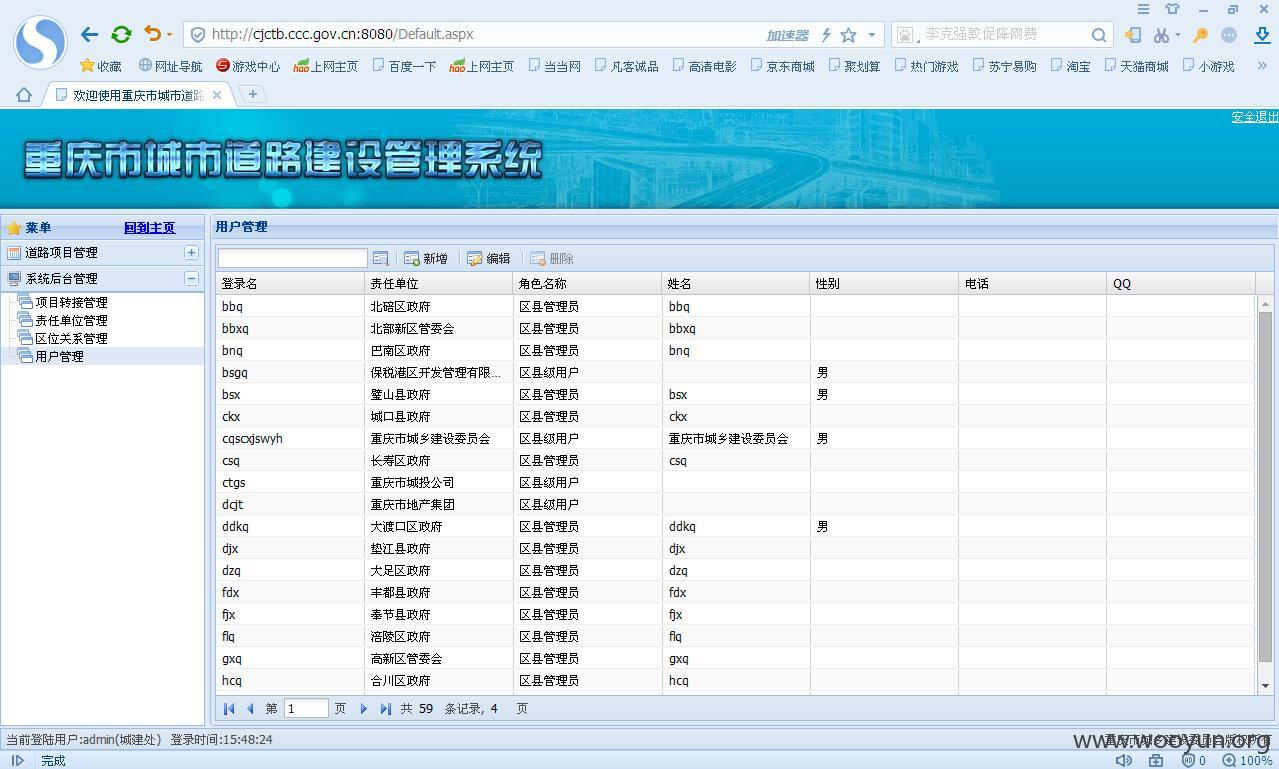 http://cjctb.ccc.gov.cn:8080/Default.aspx
加速器
李克强敦促降网费
收藏 网址导航 游戏中心 上网主页 百度一下 上网主页 当当网 凡客诚品 高清电影 京东商城 聚划算 热门游戏 苏宁易购 淘宝 天猫商城 小游戏
欢迎使用重庆市城市道路
安全退出
重庆市城市道路建设管理系统
菜单 回到主页
道路项目管理
系统后台管理
项目转接管理
责任单位管理
区位关系管理
用户管理
用户管理
新增 编辑 删除
登录名 责任单位 角色名称 姓名 性别 电话 QQ
bbq 北碚区政府 区县管理员 bbq
bbxq 北部新区管委会 区县管理员 bbxq
bnq 巴南区政府 区县管理员 bnq
bsgq 保税港区开发管理有限... 区县级用户 男
bsx 璧山县政府 区县管理员 bsx 男
ckx 城口县政府 区县管理员 ckx
cqscxjswyh 重庆市城乡建设委员会 区县级用户 重庆市城乡建设委员会 男
csq 长寿区政府 区县管理员 csq
ctgs 重庆市城投公司 区县级用户
dcjt 重庆市地产集团 区县级用户
ddkq 大渡口区政府 区县管理员 ddkq 男
djx 垫江县政府 区县管理员 djx
dzq 大足区政府 区县管理员 dzq
fdx 丰都县政府 区县管理员 fdx
fjx 奉节县政府 区县管理员 fjx
flq 涪陵区政府 区县管理员 flq
gxq 高新区管委会 区县管理员 gxq
hcq 合川区政府 区县管理员 hcq
第 1 页 共 59 条记录, 4 页
当前登陆用户:admin(城建处) 登录时间:15:48:24
www.wooyun.org
完成
0 100%